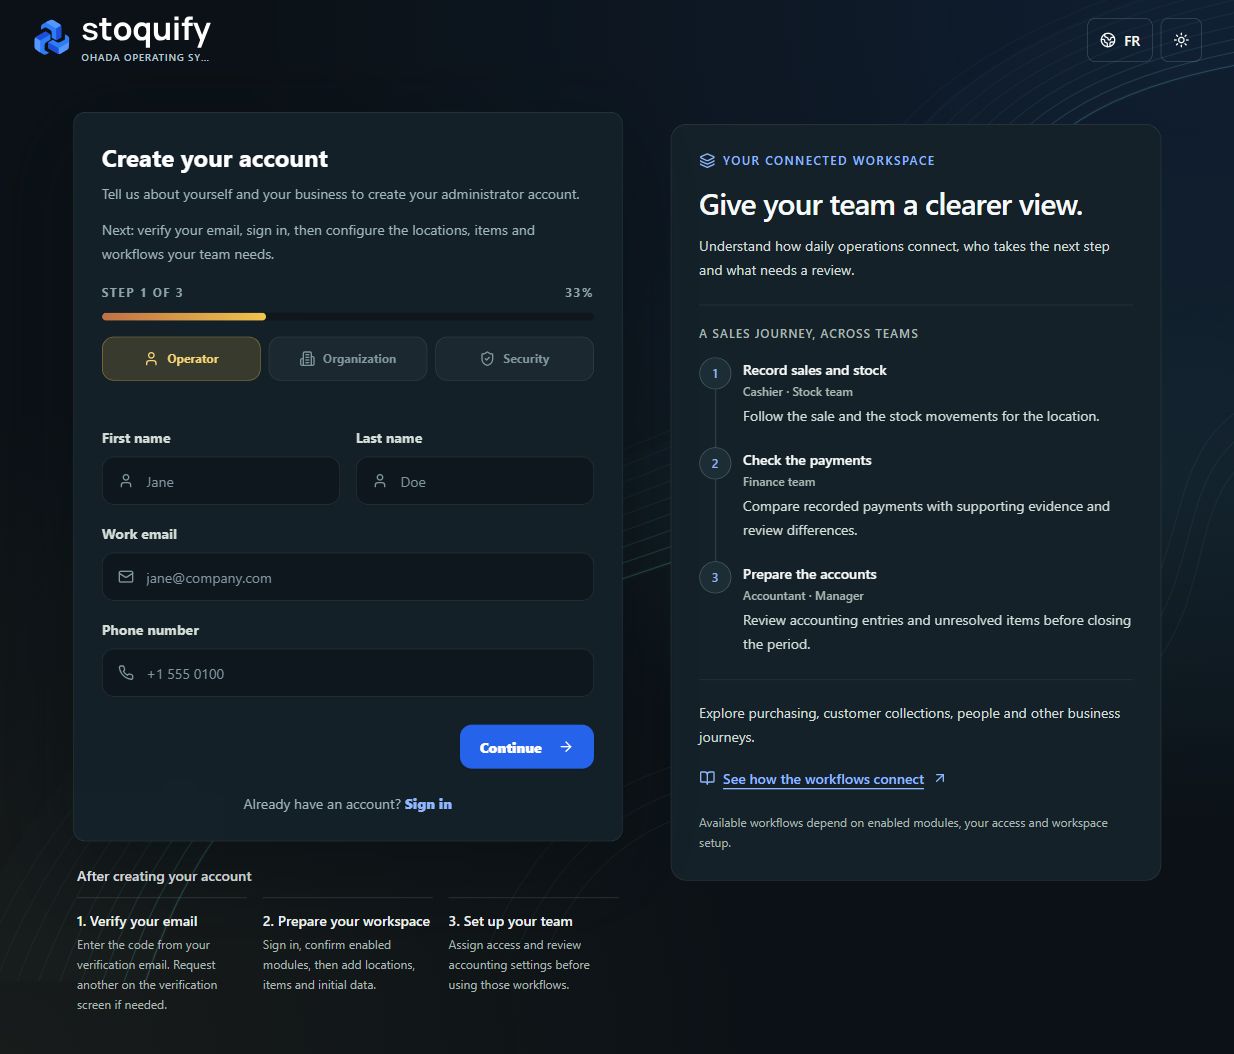 stoquify
OHADA OPERATING SY...
FR
Create your account
Tell us about yourself and your business to create your administrator account.
Next: verify your email, sign in, then configure the locations, items and
workflows your team needs.
STEP 1 OF 3
33%
Operator
Organization
Security
First name
Last name
Jane
Doe
Work email
jane@company.com
Phone number
+1 555 0100
Continue
Already have an account? Sign in
After creating your account
1. Verify your email
Enter the code from your
verification email. Request
another on the verification
screen if needed.
2. Prepare your workspace
Sign in, confirm enabled
modules, then add locations,
items and initial data.
3. Set up your team
Assign access and review
accounting settings before
using those workflows.
YOUR CONNECTED WORKSPACE
Give your team a clearer view.
Understand how daily operations connect, who takes the next step
and what needs a review.
A SALES JOURNEY, ACROSS TEAMS
1
Record sales and stock
Cashier · Stock team
Follow the sale and the stock movements for the location.
2
Check the payments
Finance team
Compare recorded payments with supporting evidence and
review differences.
3
Prepare the accounts
Accountant · Manager
Review accounting entries and unresolved items before closing
the period.
Explore purchasing, customer collections, people and other business
journeys.
See how the workflows connect
Available workflows depend on enabled modules, your access and workspace
setup.